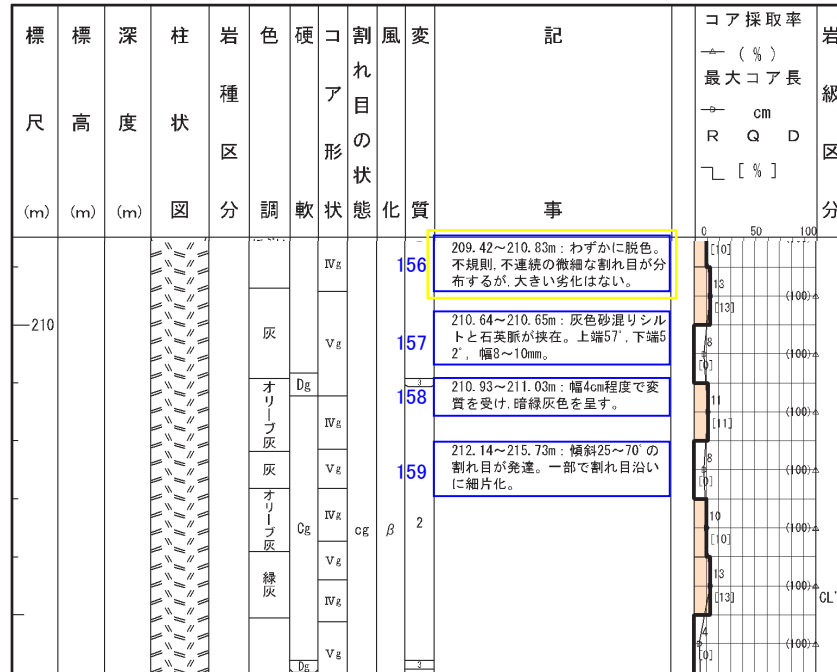 標尺(m)
標高(m)
深度(m)
柱状図
岩種区分
色調
硬軟
コア形状
割れ目の状態
風化
変質
記事
コア採取率
(%)
最大コア長
cm
R Q D
[%]
岩級区分
0 50 100
156
209.42~210.83m:わずかに脱色。
不規則,不連続の微細な割れ目が分
布するが,大きい劣化はない。
157
210.64~210.65m:灰色砂混りシル
トと石英脈が挟在。上端57°,下端5
2°,幅8~10mm。
158
210.93~211.03m:幅4cm程度で変
質を受け,暗緑灰色を呈す。
159
212.14~215.73m:傾斜25~70°の
割れ目が発達。一部で割れ目沿い
に細片化。
210
灰
オリーブ灰
灰
オリーブ灰
緑灰
Dg
Cg
Dg
Ⅳg
Ⅴg
Ⅳg
Ⅴg
Ⅳg
Ⅴg
Ⅳg
Ⅴg
cg
β
3
2
3
[10]
13
(100)
[13]
8
(100)
[0]
11
(100)
[11]
8
(100)
[0]
10
(100)
[10]
13
(100)
[13]
CL'
4
(100)
[0]